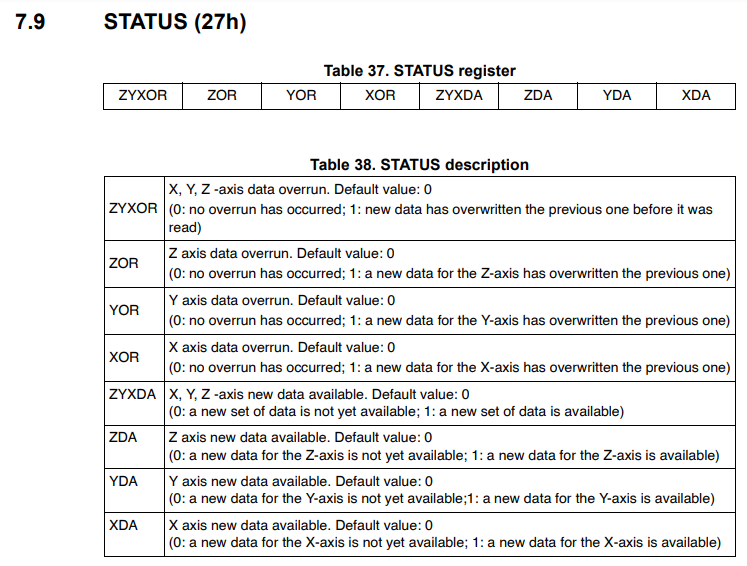 7.9 STATUS (27h)
Table 37. STATUS register
ZYXOR ZOR YOR XOR ZYXDA ZDA YDA XDA
Table 38. STATUS description
ZYXOR
X, Y, Z -axis data overrun. Default value: 0
(0: no overrun has occurred; 1: new data has overwritten the previous one before it was
read)
ZOR
Z axis data overrun. Default value: 0
(0: no overrun has occurred; 1: a new data for the Z-axis has overwritten the previous one)
YOR
Y axis data overrun. Default value: 0
(0: no overrun has occurred; 1: a new data for the Y-axis has overwritten the previous one)
XOR
X axis data overrun. Default value: 0
(0: no overrun has occurred; 1: a new data for the X-axis has overwritten the previous one)
ZYXDA
X, Y, Z -axis new data available. Default value: 0
(0: a new set of data is not yet available; 1: a new set of data is available)
ZDA
Z axis new data available. Default value: 0
(0: a new data for the Z-axis is not yet available; 1: a new data for the Z-axis is available)
YDA
Y axis new data available. Default value: 0
(0: a new data for the Y-axis is not yet available;1: a new data for the Y-axis is available)
XDA
X axis new data available. Default value: 0
(0: a new data for the X-axis is not yet available; 1: a new data for the X-axis is available)